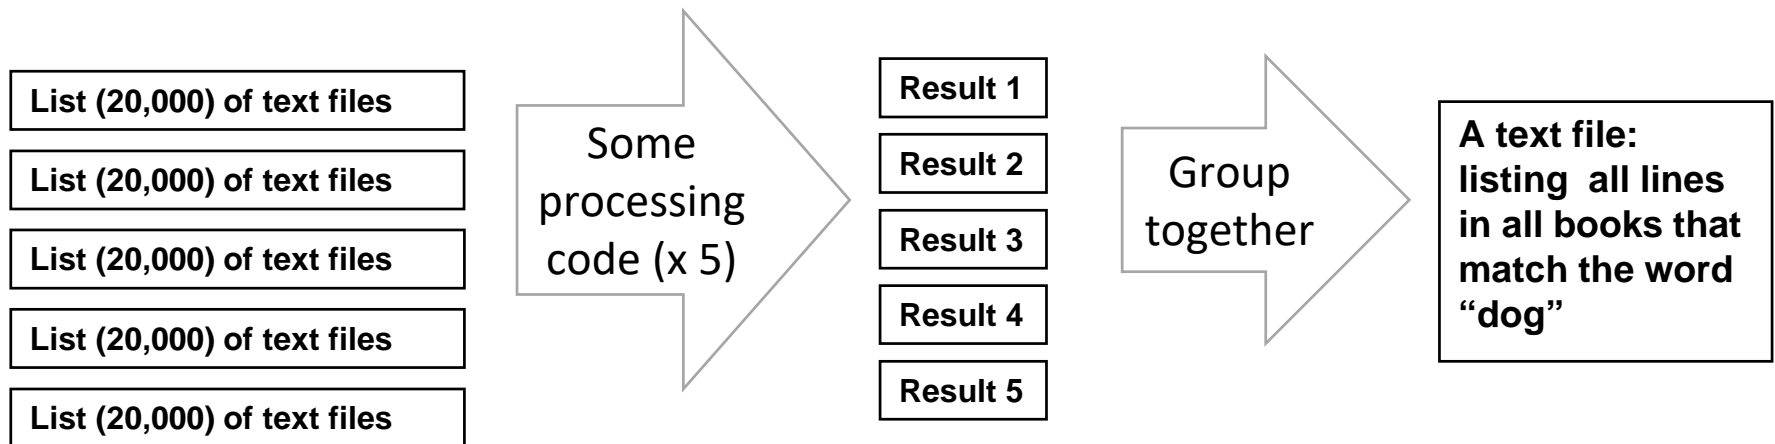 List (20,000) of text files
List (20,000) of text files
List (20,000) of text files
List (20,000) of text files
List (20,000) of text files
Some
processing
code (x 5)
Result 1
Result 2
Result 3
Result 4
Result 5
Group
together
A text file:
listing  all lines
in all books that
match the word
“dog”